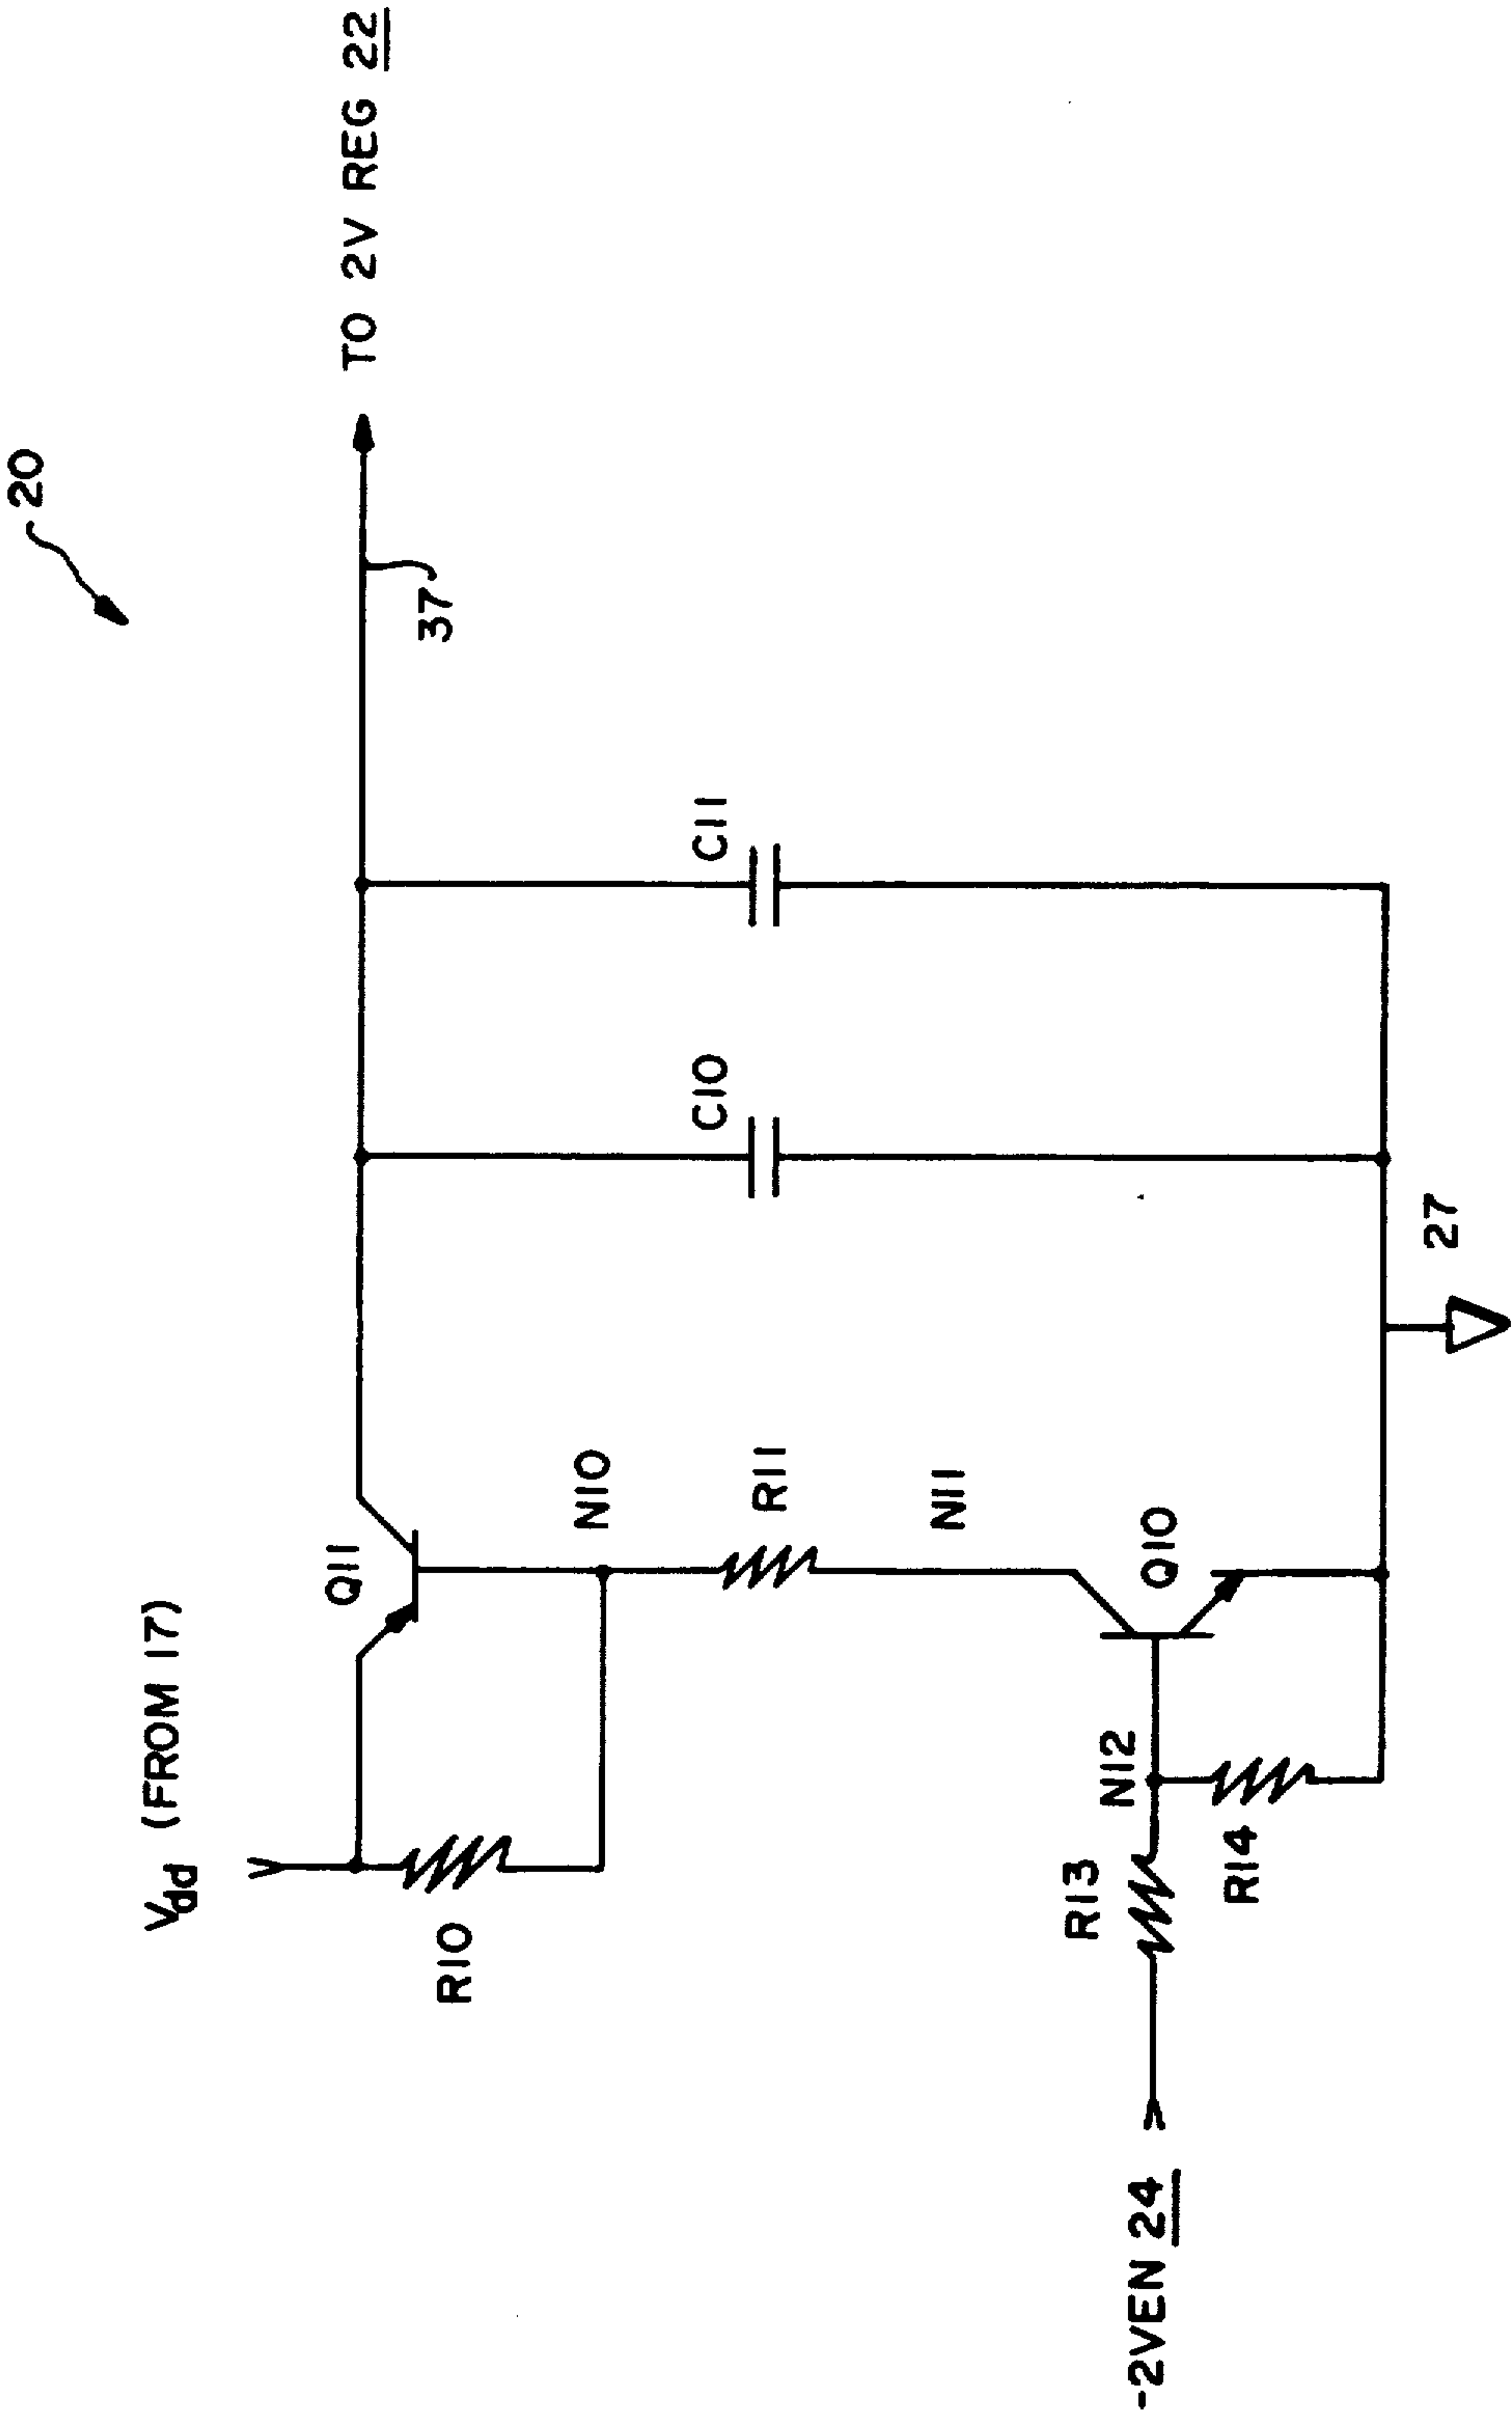 20
V_dd (FROM 17)
TO 2V REG 22
Q11
37
R10
N10
C10
C11
R11
N11
R13
N12
Q10
-2VEN 24
R14
27